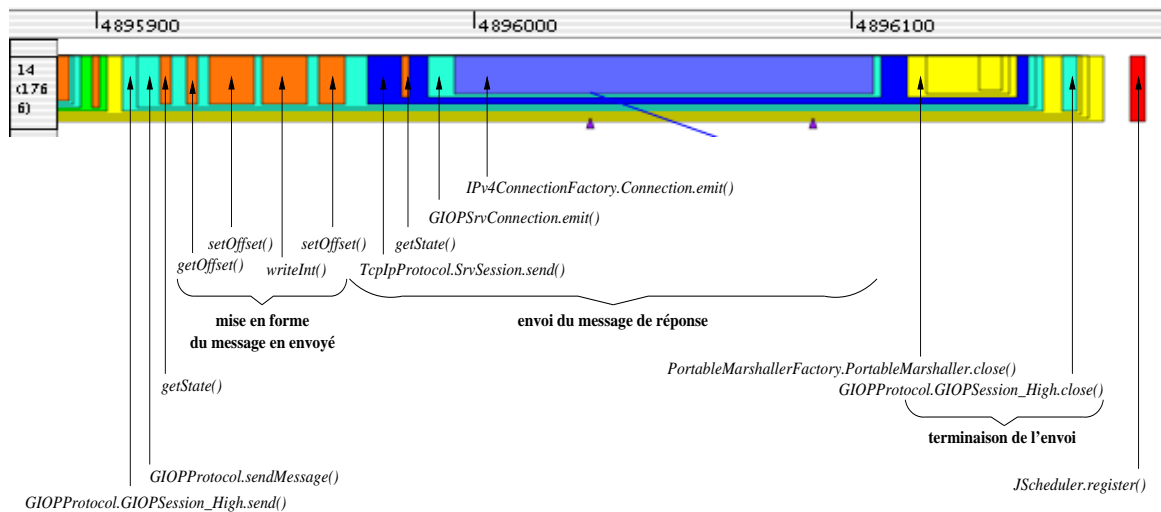 4895900 4896000 4896100
14
(176
6)
IPv4ConnectionFactory.Connection.emit()
GIOPSrvConnection.emit()
setOffset() setOffset() getState()
getOffset() writeInt() TcpIpProtocol.SrvSession.send()
mise en forme
du message en envoyé
envoi du message de réponse
PortableMarshallerFactory.PortableMarshaller.close()
getState() GIOPProtocol.GIOPSession_High.close()
terminaison de l'envoi
GIOPProtocol.sendMessage()
JScheduler.register()
GIOPProtocol.GIOPSession_High.send()